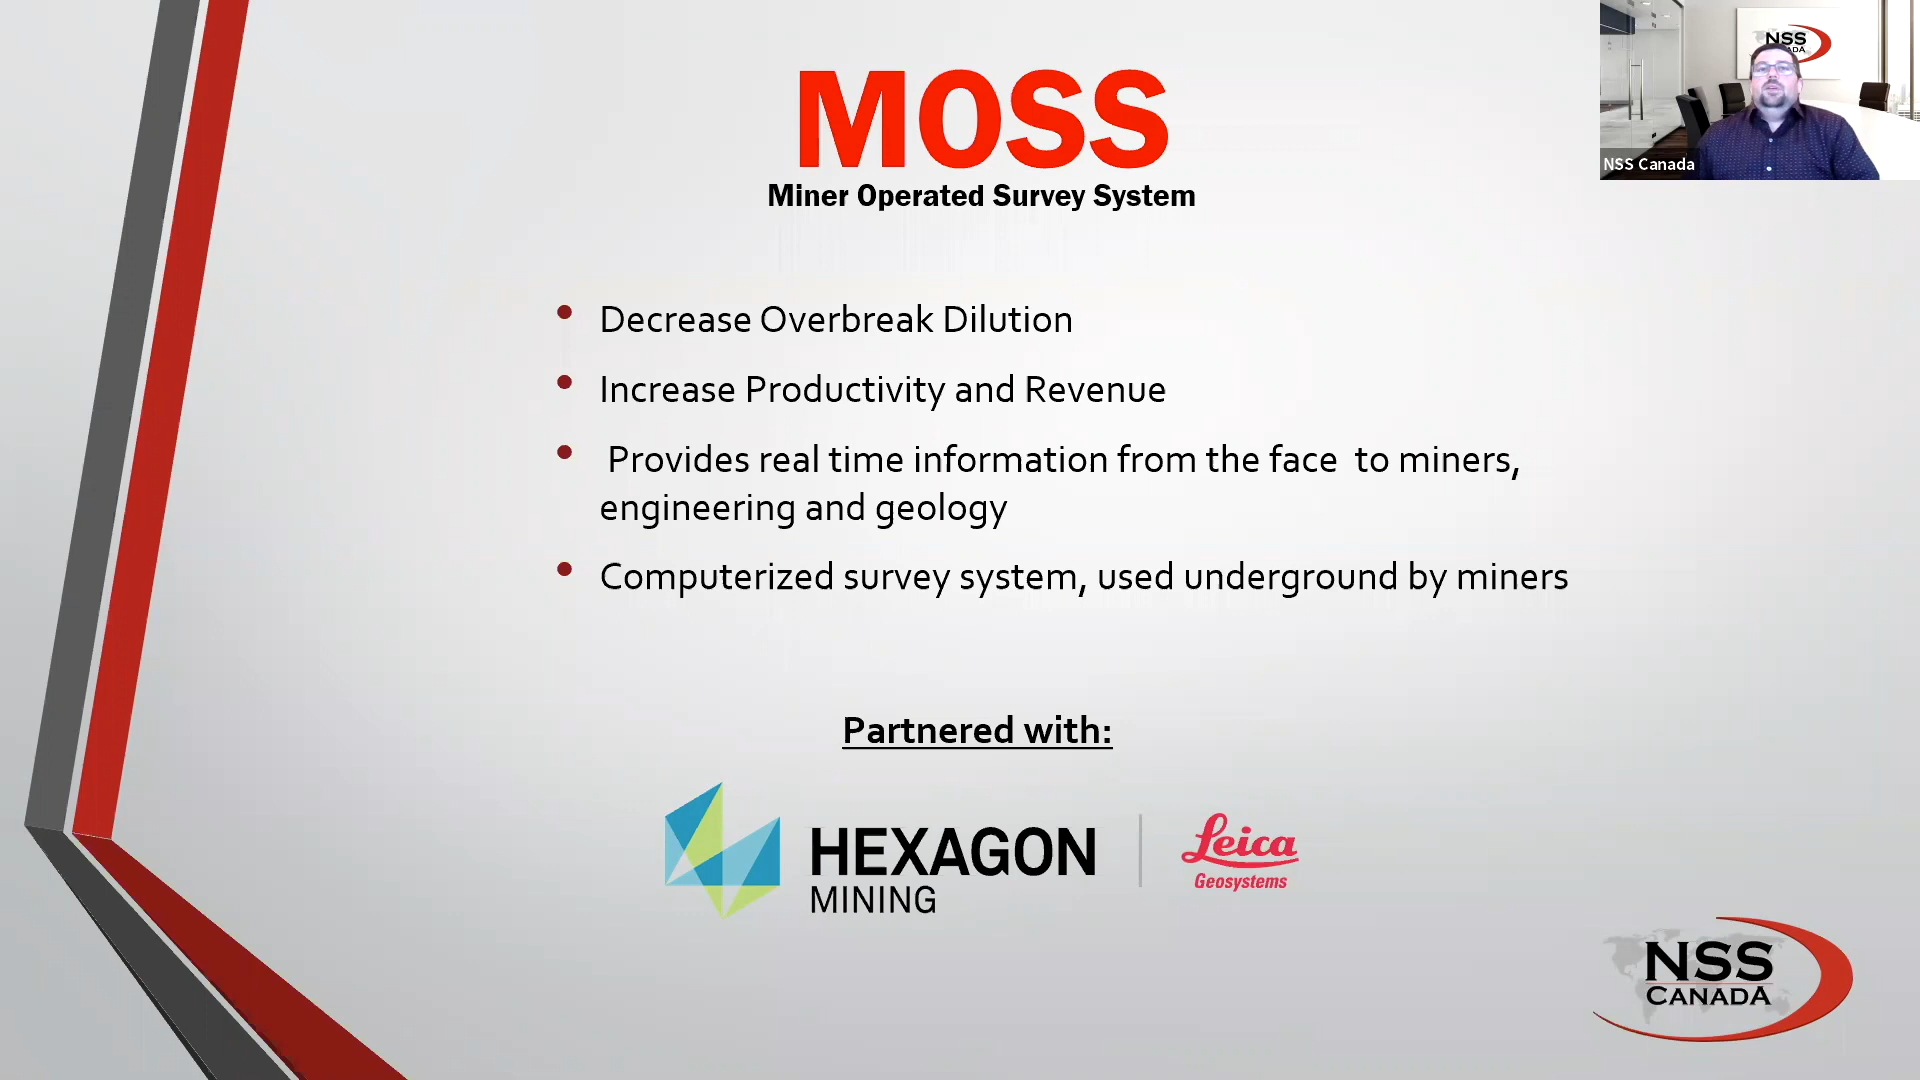 MOSS
Miner Operated Survey System
NSS
CANADA
NSS Canada
• Decrease Overbreak Dilution
• Increase Productivity and Revenue
• Provides real time information from the face to miners,
engineering and geology
• Computerized survey system, used underground by miners
Partnered with:
HEXAGON
MINING
Leica
Geosystems
NSS
CANADA